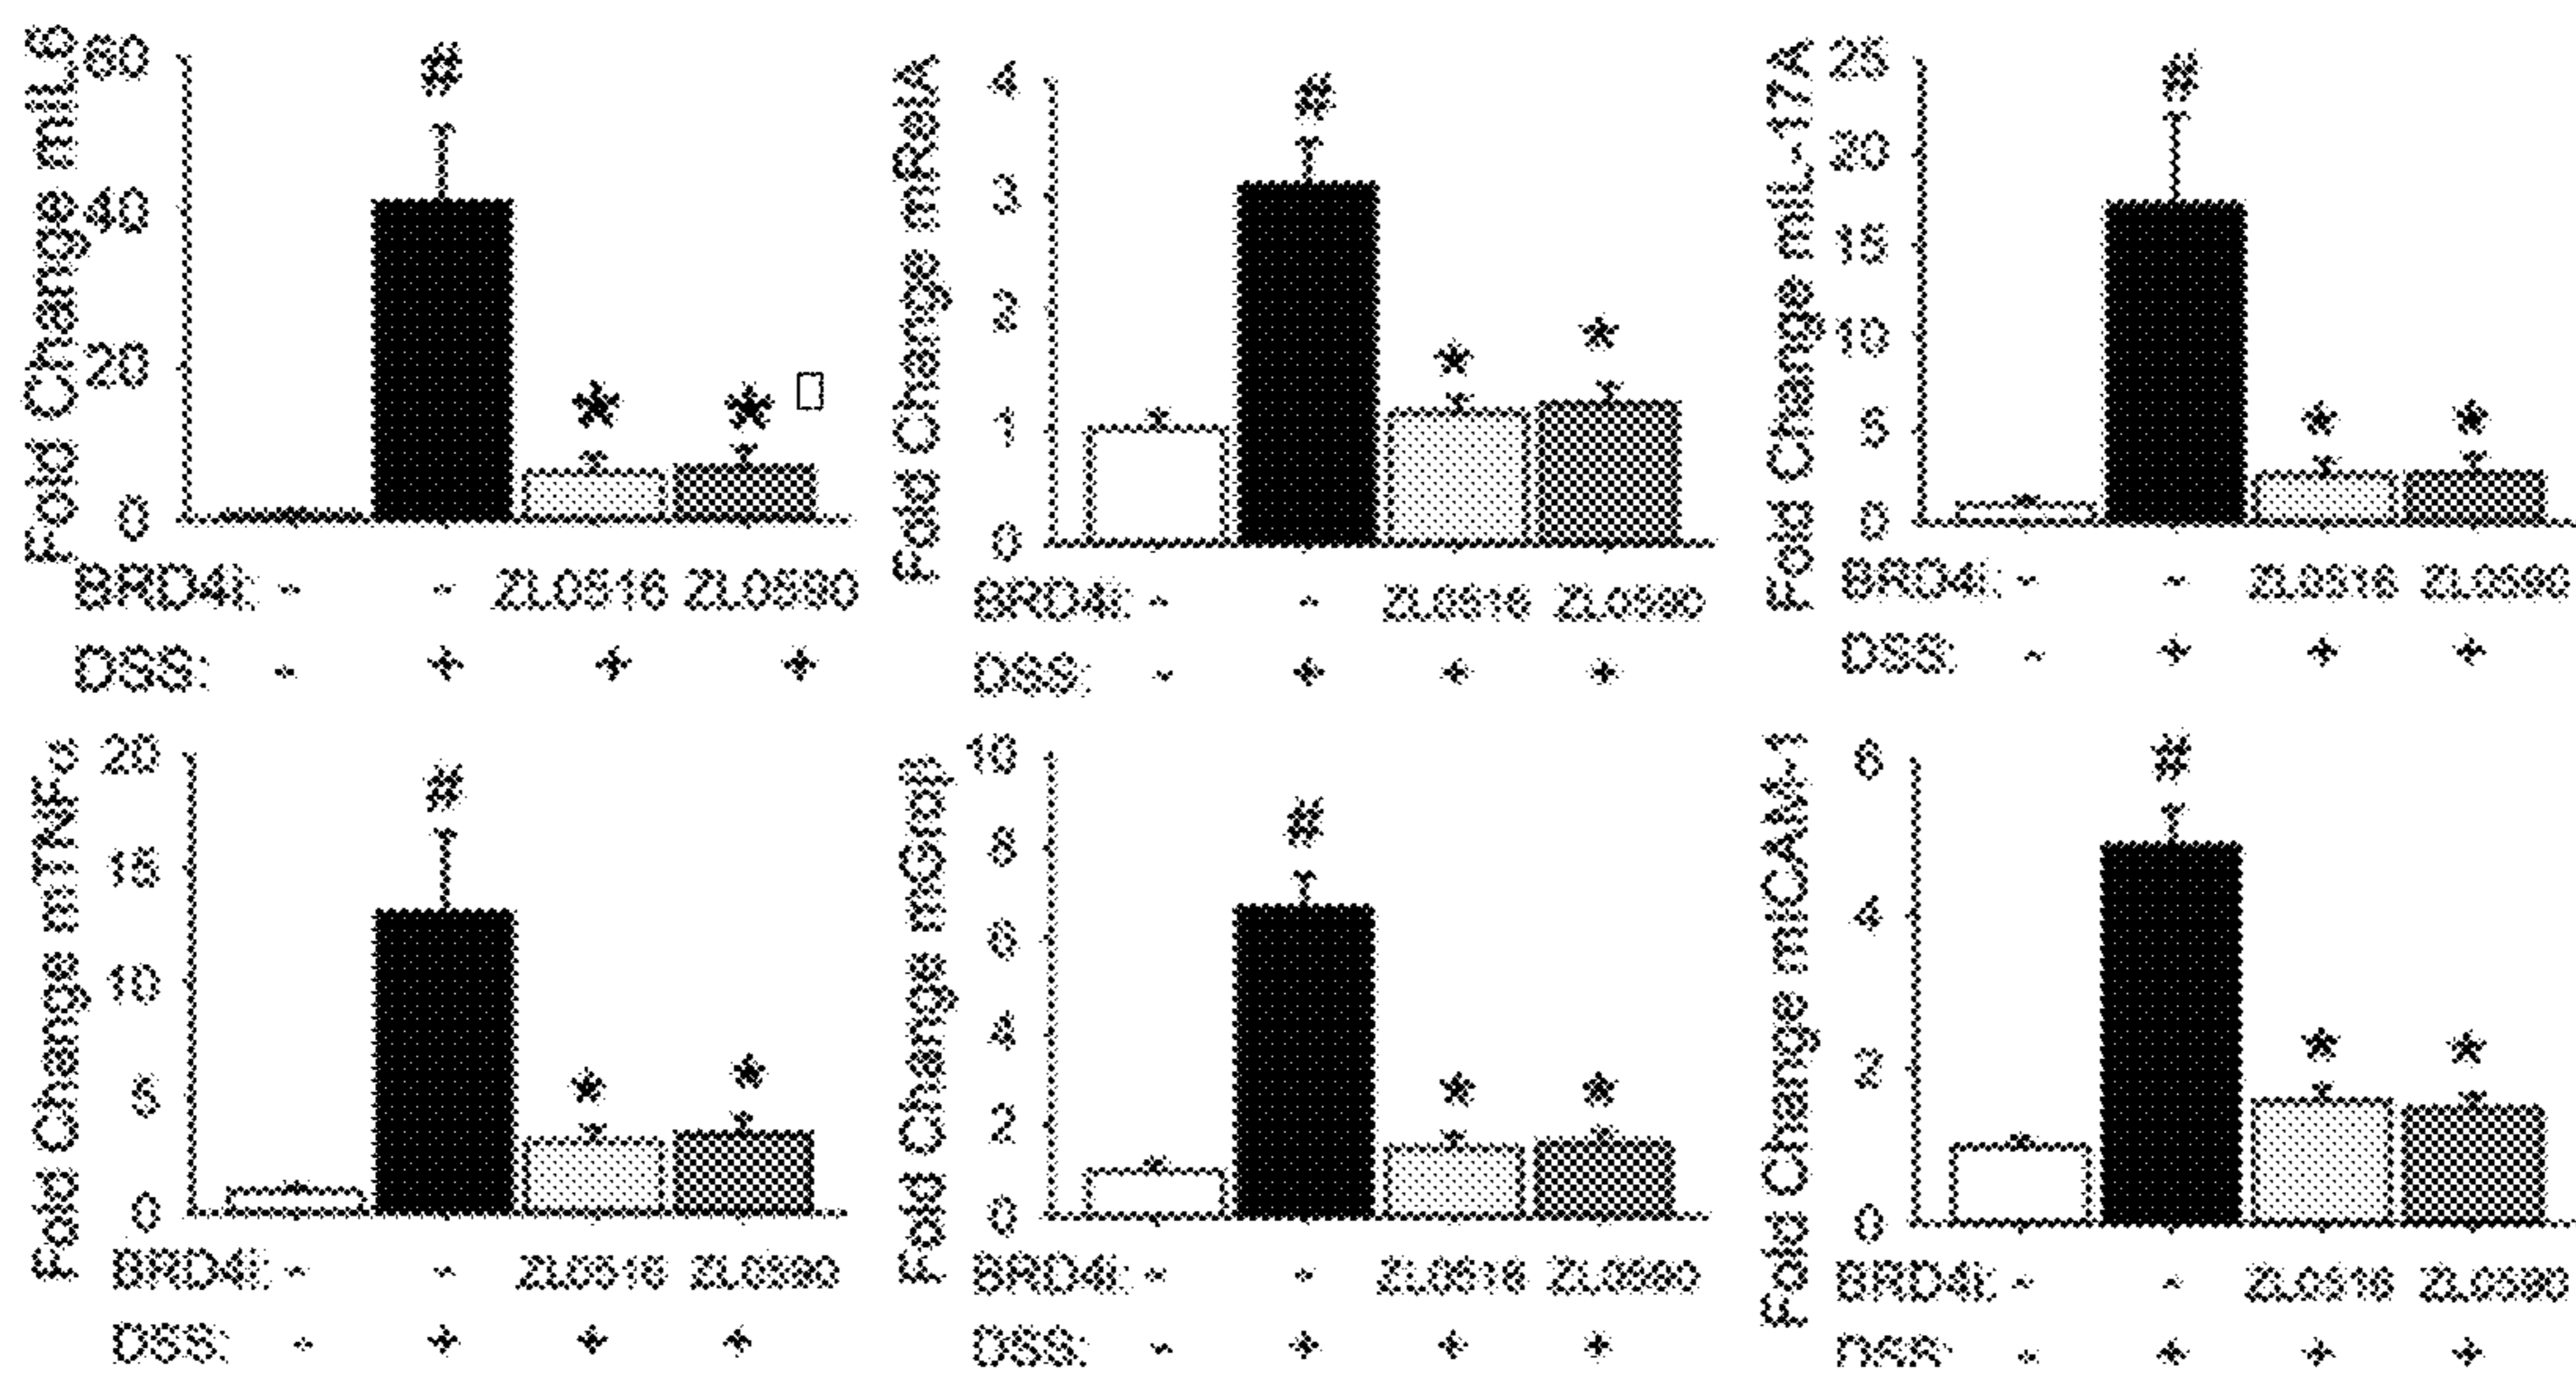 Fold Change mIL6
60
#
40
20
* *
0
BRD4i: - - ZL0516 ZL0590
DSS: - + + +
Fold Change mRelA
4
#
3
2
* *
1
0
BRD4i: - - ZL0516 ZL0590
DSS: - + + +
Fold Change mIL-17A
25
#
20
15
10
5 * *
0
BRD4i: - - ZL0516 ZL0590
DSS: - + + +
Fold Change mTNFα
20
#
15
10
5 * *
0
BRD4i: - - ZL0516 ZL0590
DSS: - + + +
Fold Change mGroβ
10
#
8
6
4
2 * *
0
BRD4i: - - ZL0516 ZL0590
DSS: - + + +
Fold Change mICAM-1
6 #
4
2 * *
0
BRD4i: - - ZL0516 ZL0590
DSS: - + + +